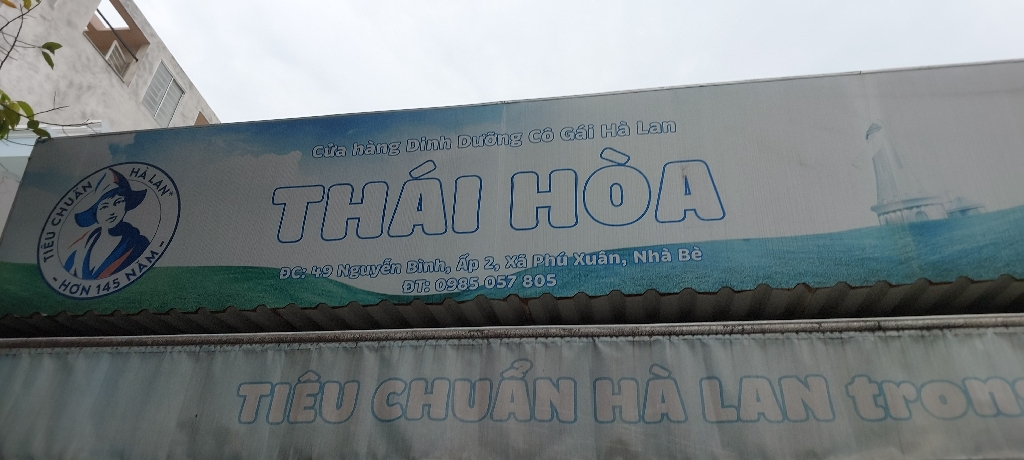 Cửa hàng Dinh Dưỡng Cô Gái Hà Lan
THÁI HÒA
ĐC: 49 Nguyễn Bình, Ấp 2, Xã Phú Xuân, Nhà Bè
ĐT: 0985 057 805
TIÊU CHUẨN HÀ LAN
- HƠN 145 NĂM -
TIÊU CHUẨN HÀ LAN trong